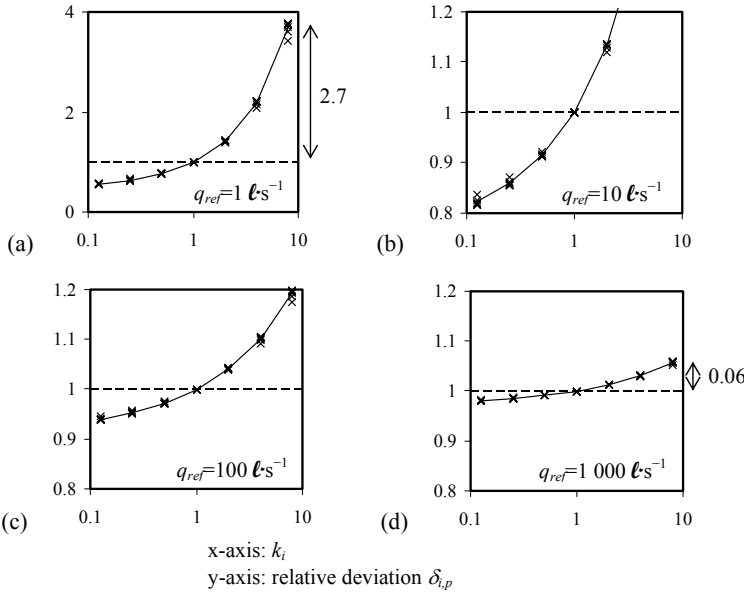 4
2
0
0.1 1 10
2.7
q_ref=1 ℓ·s⁻¹
(a)
1.2
1.1
1
0.9
0.8
0.1 1 10
q_ref=10 ℓ·s⁻¹
(b)
1.2
1.1
1
0.9
0.8
0.1 1 10
q_ref=100 ℓ·s⁻¹
(c)
1.2
1.1
1
0.9
0.8
0.1 1 10
0.06
q_ref=1 000 ℓ·s⁻¹
(d)
x-axis: k_i
y-axis: relative deviation δ_i,p